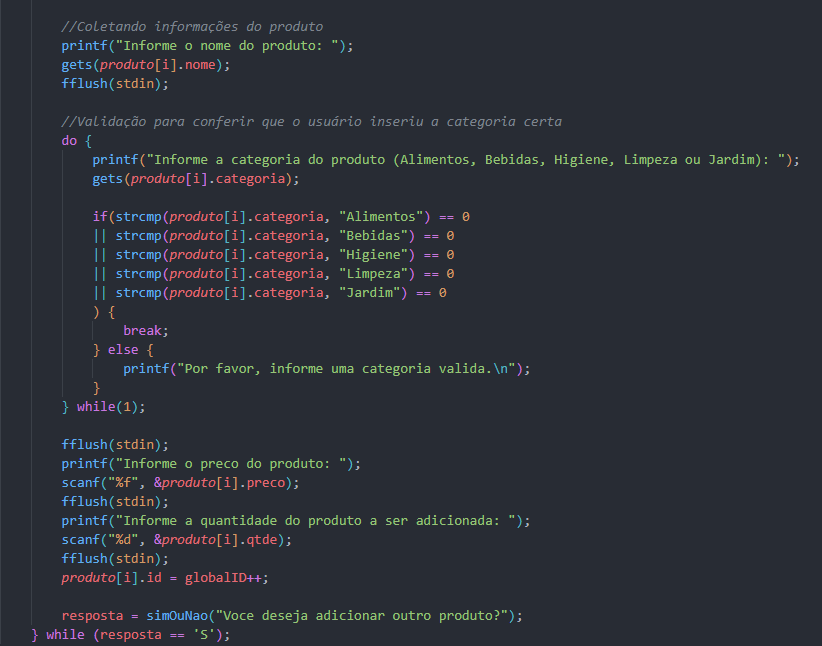 //Coletando informações do produto
printf("Informe o nome do produto: ");
gets(produto[i].nome);
fflush(stdin);

//Validação para conferir que o usuário inseriu a categoria certa
do {
    printf("Informe a categoria do produto (Alimentos, Bebidas, Higiene, Limpeza ou Jardim): ");
    gets(produto[i].categoria);

    if(strcmp(produto[i].categoria, "Alimentos") == 0
    || strcmp(produto[i].categoria, "Bebidas") == 0
    || strcmp(produto[i].categoria, "Higiene") == 0
    || strcmp(produto[i].categoria, "Limpeza") == 0
    || strcmp(produto[i].categoria, "Jardim") == 0
    ) {
        break;
    } else {
        printf("Por favor, informe uma categoria valida.\n");
    }
} while(1);

fflush(stdin);
printf("Informe o preco do produto: ");
scanf("%f", &produto[i].preco);
fflush(stdin);
printf("Informe a quantidade do produto a ser adicionada: ");
scanf("%d", &produto[i].qtde);
fflush(stdin);
produto[i].id = globalID++;

resposta = simOuNao("Voce deseja adicionar outro produto?");
} while (resposta == 'S');